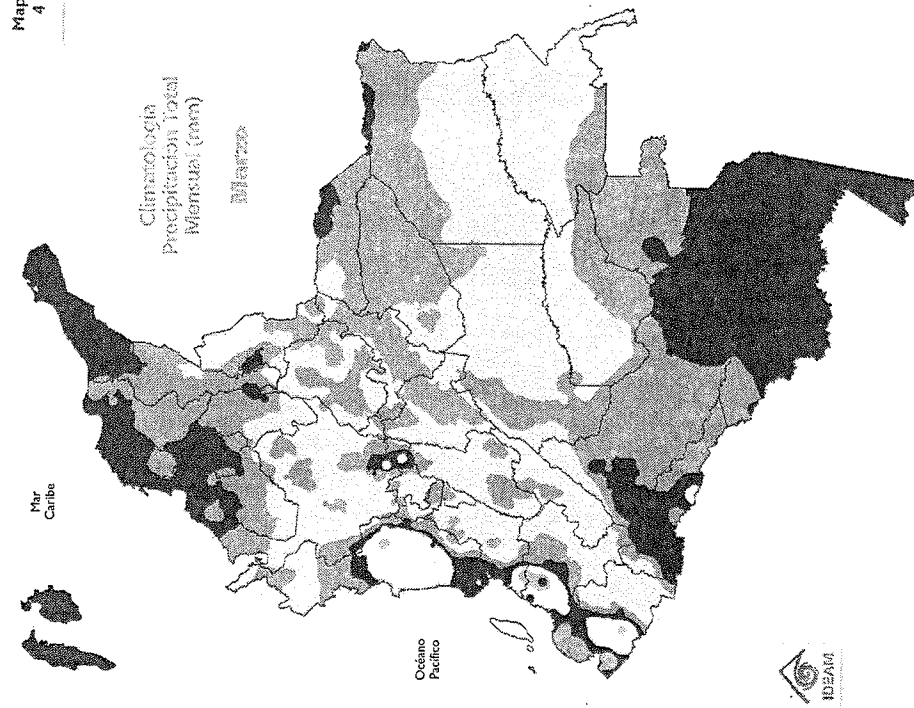 Map
4
Climatología
Precipitación Total
Mensual (mm)
Marzo
Mar
Caribe
Océano
Pacífico
IDEAM